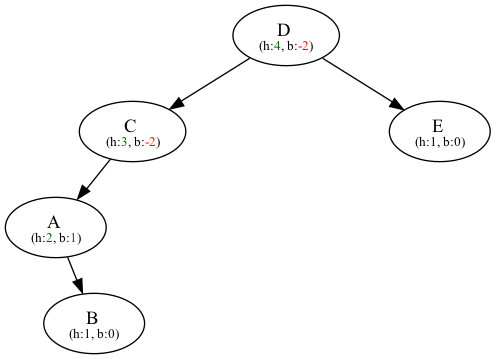 D
(h:4, b:-2)
C
(h:3, b:-2)
E
(h:1, b:0)
A
(h:2, b:1)
B
(h:1, b:0)